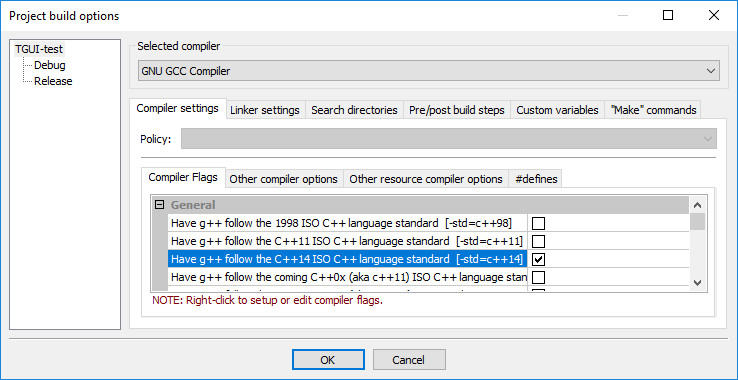 Project build options
TGUI-test
Debug
Release
Selected compiler
GNU GCC Compiler
Compiler settings Linker settings Search directories Pre/post build steps Custom variables "Make" commands
Policy:
Compiler Flags Other compiler options Other resource compiler options #defines
General
Have g++ follow the 1998 ISO C++ language standard [-std=c++98]
Have g++ follow the C++11 ISO C++ language standard [-std=c++11]
Have g++ follow the C++14 ISO C++ language standard [-std=c++14]
Have g++ follow the coming C++0x (aka c++11) ISO C++ language stan
NOTE: Right-click to setup or edit compiler flags.
OK Cancel